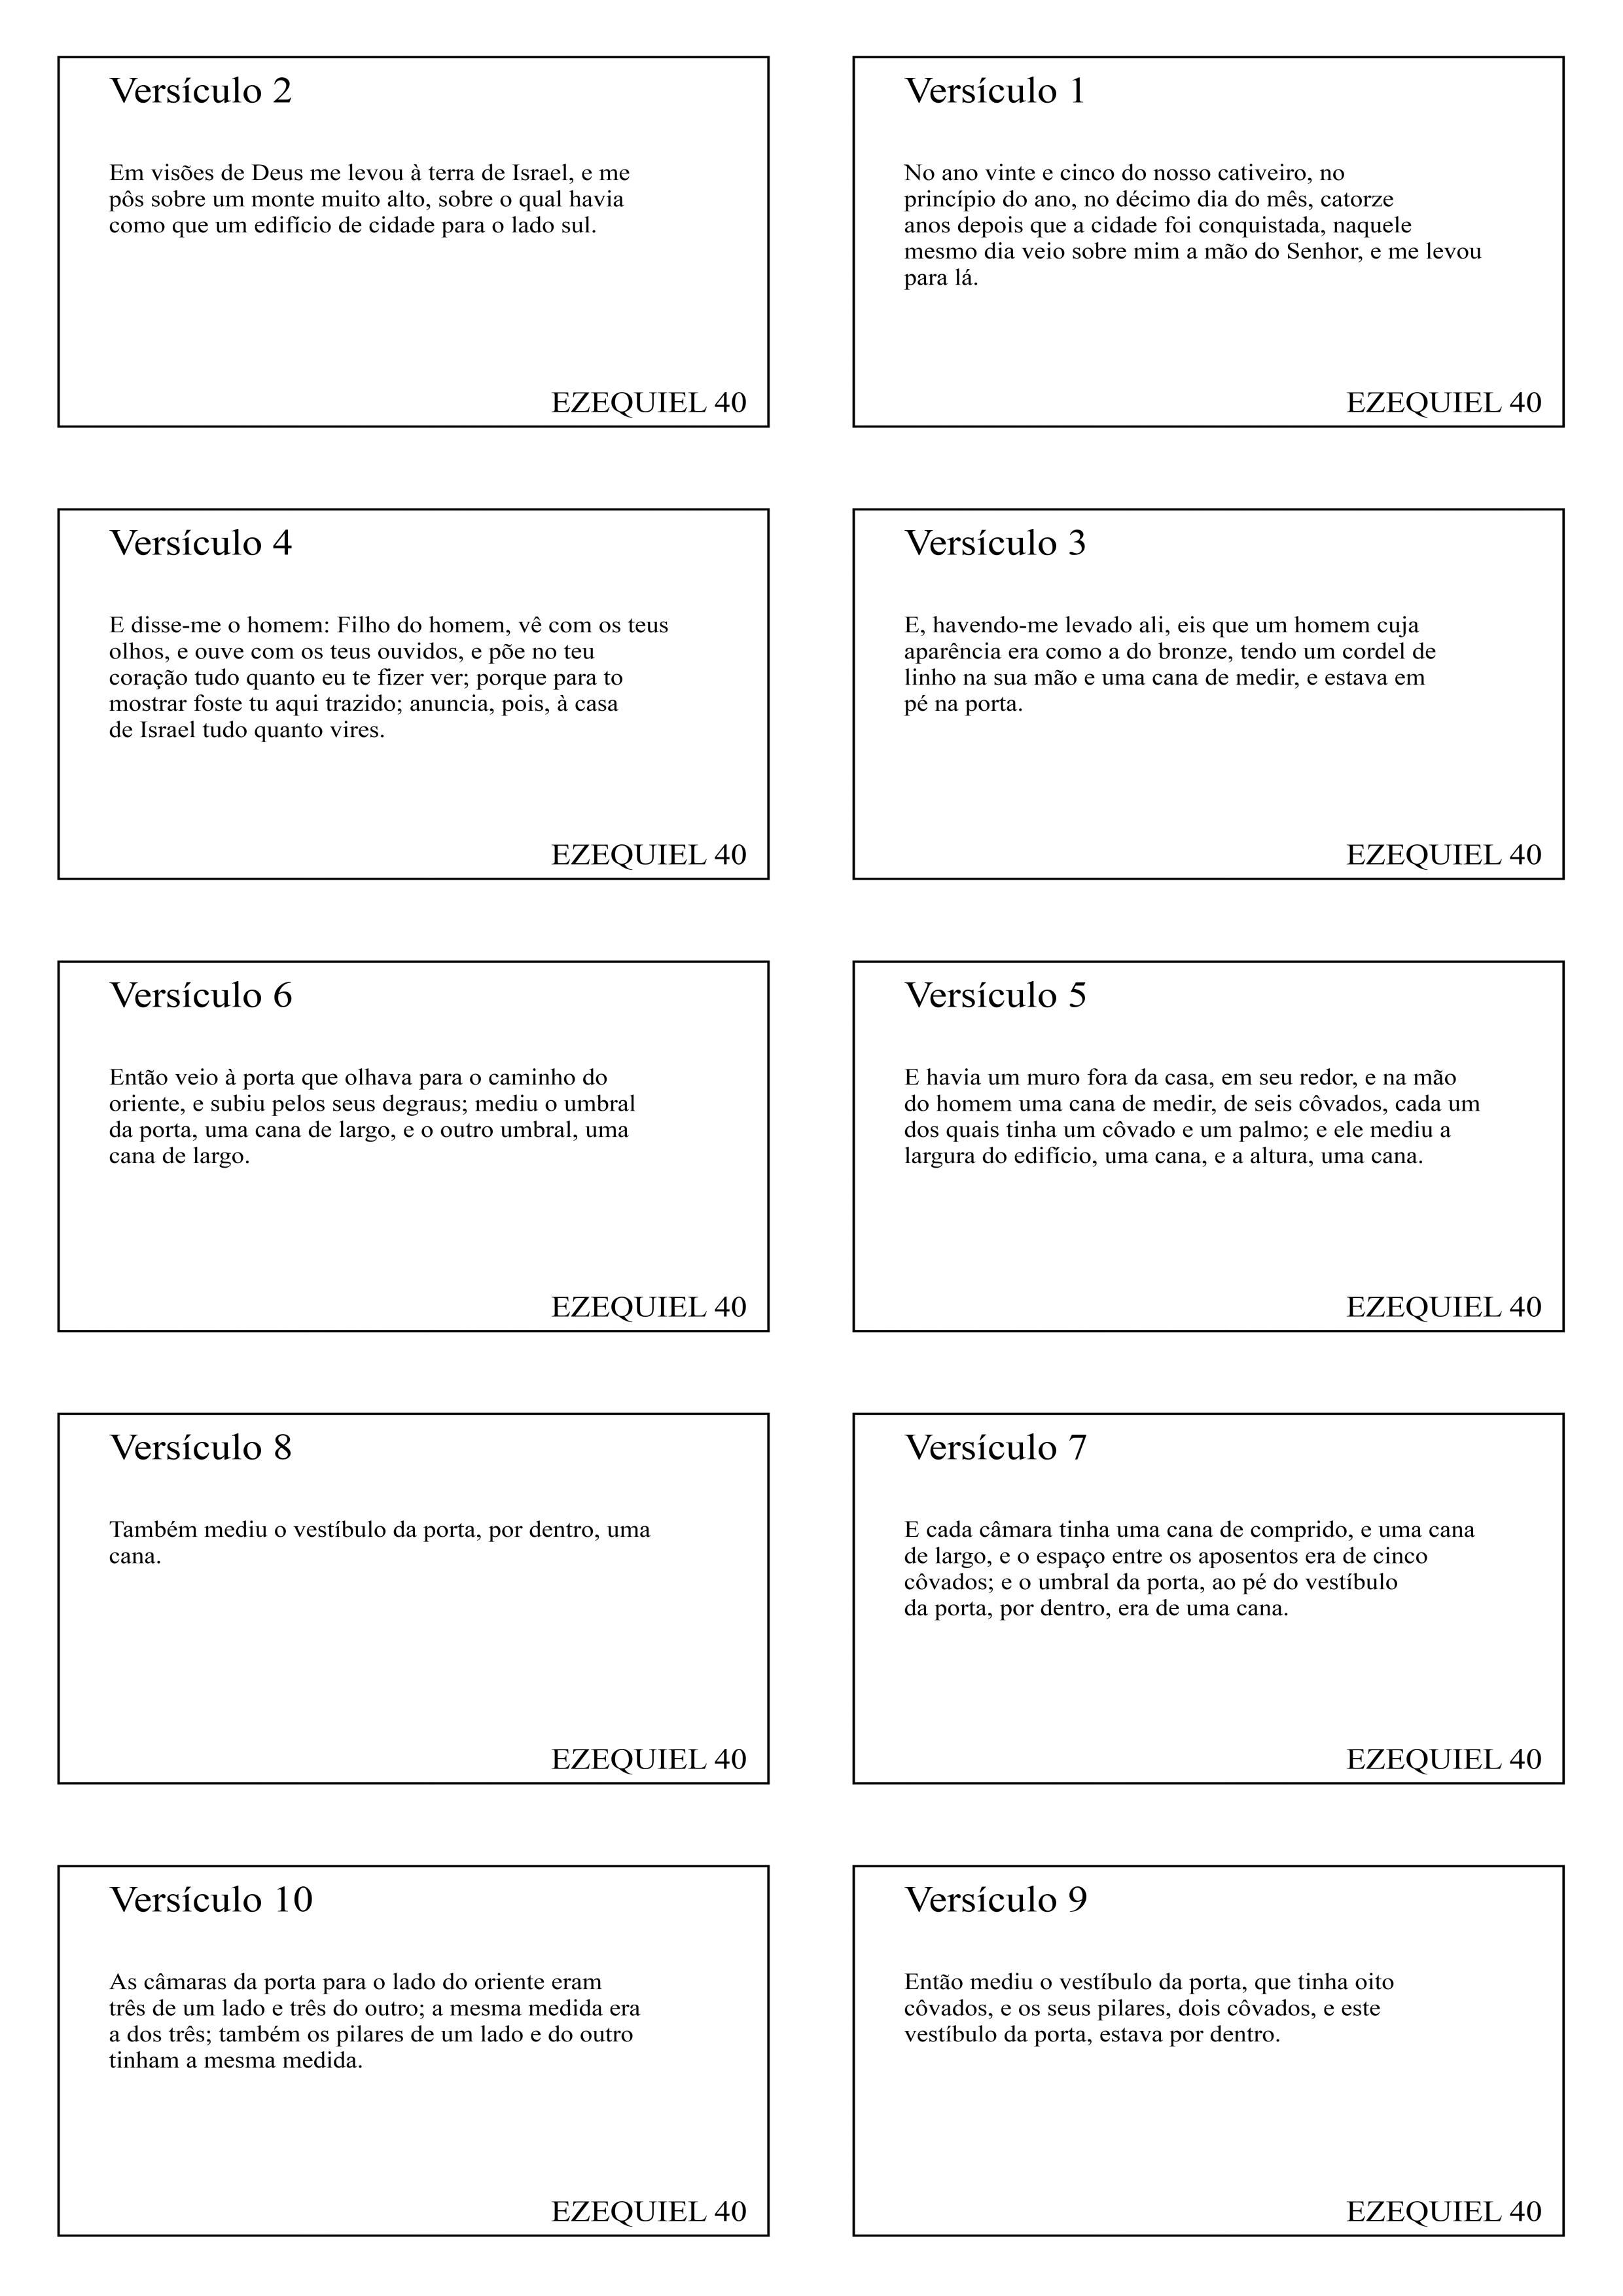 Versículo 2
Em visões de Deus me levou à terra de Israel, e me
pôs sobre um monte muito alto, sobre o qual havia
como que um edifício de cidade para o lado sul.
EZEQUIEL 40
Versículo 1
No ano vinte e cinco do nosso cativeiro, no
princípio do ano, no décimo dia do mês, catorze
anos depois que a cidade foi conquistada, naquele
mesmo dia veio sobre mim a mão do Senhor, e me levou
para lá.
EZEQUIEL 40
Versículo 4
E disse-me o homem: Filho do homem, vê com os teus
olhos, e ouve com os teus ouvidos, e põe no teu
coração tudo quanto eu te fizer ver; porque para to
mostrar foste tu aqui trazido; anuncia, pois, à casa
de Israel tudo quanto vires.
EZEQUIEL 40
Versículo 3
E, havendo-me levado ali, eis que um homem cuja
aparência era como a do bronze, tendo um cordel de
linho na sua mão e uma cana de medir, e estava em
pé na porta.
EZEQUIEL 40
Versículo 6
Então veio à porta que olhava para o caminho do
oriente, e subiu pelos seus degraus; mediu o umbral
da porta, uma cana de largo, e o outro umbral, uma
cana de largo.
EZEQUIEL 40
Versículo 5
E havia um muro fora da casa, em seu redor, e na mão
do homem uma cana de medir, de seis côvados, cada um
dos quais tinha um côvado e um palmo; e ele mediu a
largura do edifício, uma cana, e a altura, uma cana.
EZEQUIEL 40
Versículo 8
Também mediu o vestíbulo da porta, por dentro, uma
cana.
EZEQUIEL 40
Versículo 7
E cada câmara tinha uma cana de comprido, e uma cana
de largo, e o espaço entre os aposentos era de cinco
côvados; e o umbral da porta, ao pé do vestíbulo
da porta, por dentro, era de uma cana.
EZEQUIEL 40
Versículo 10
As câmaras da porta para o lado do oriente eram
três de um lado e três do outro; a mesma medida era
a dos três; também os pilares de um lado e do outro
tinham a mesma medida.
EZEQUIEL 40
Versículo 9
Então mediu o vestíbulo da porta, que tinha oito
côvados, e os seus pilares, dois côvados, e este
vestíbulo da porta, estava por dentro.
EZEQUIEL 40